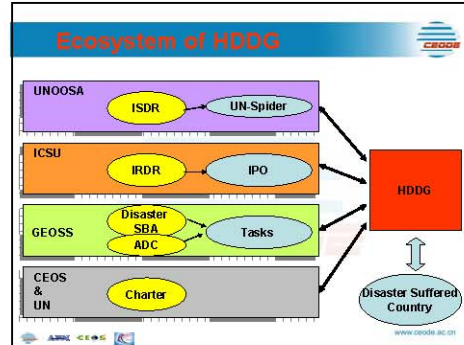 Ecosystem of HDDG
CEODE
UNOOSA
ISDR
UN-Spider
ICSU
IRDR
IPO
HDDG
GEOSS
Disaster
SBA
ADC
Tasks
CEOS
&
UN
Charter
Disaster Suffered
Country
CEOS
www.ceode.ac.cn